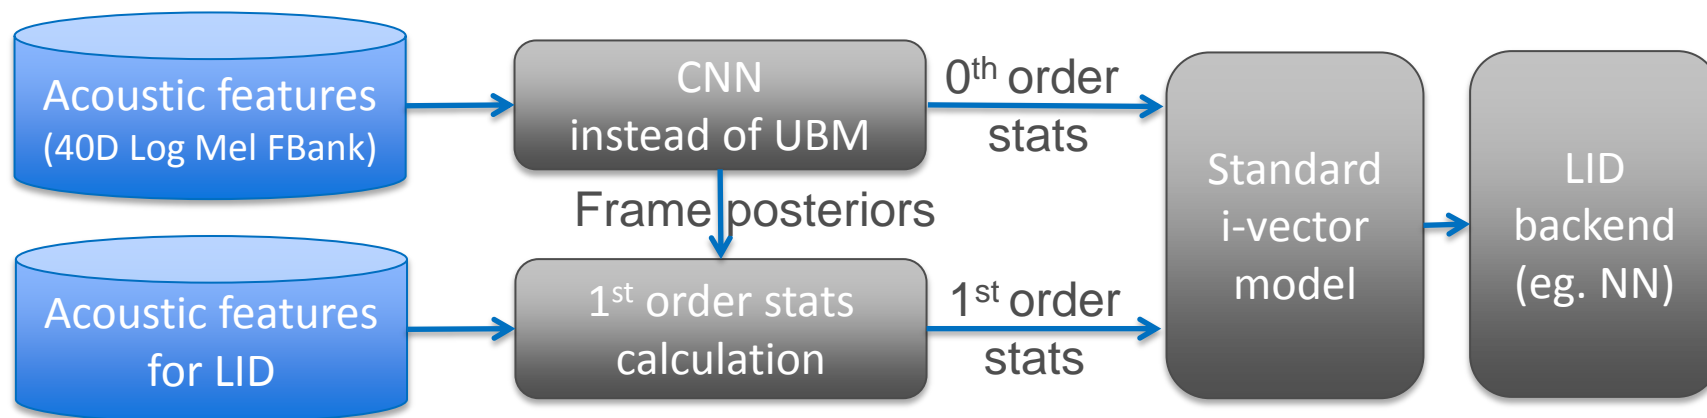 Acoustic features
(40D Log Mel FBank)
CNN
instead of UBM
0th order
stats
Frame posteriors
Acoustic features
for LID
1st order stats
calculation
1st order
stats
Standard
i-vector
model
LID
backend
(eg. NN)